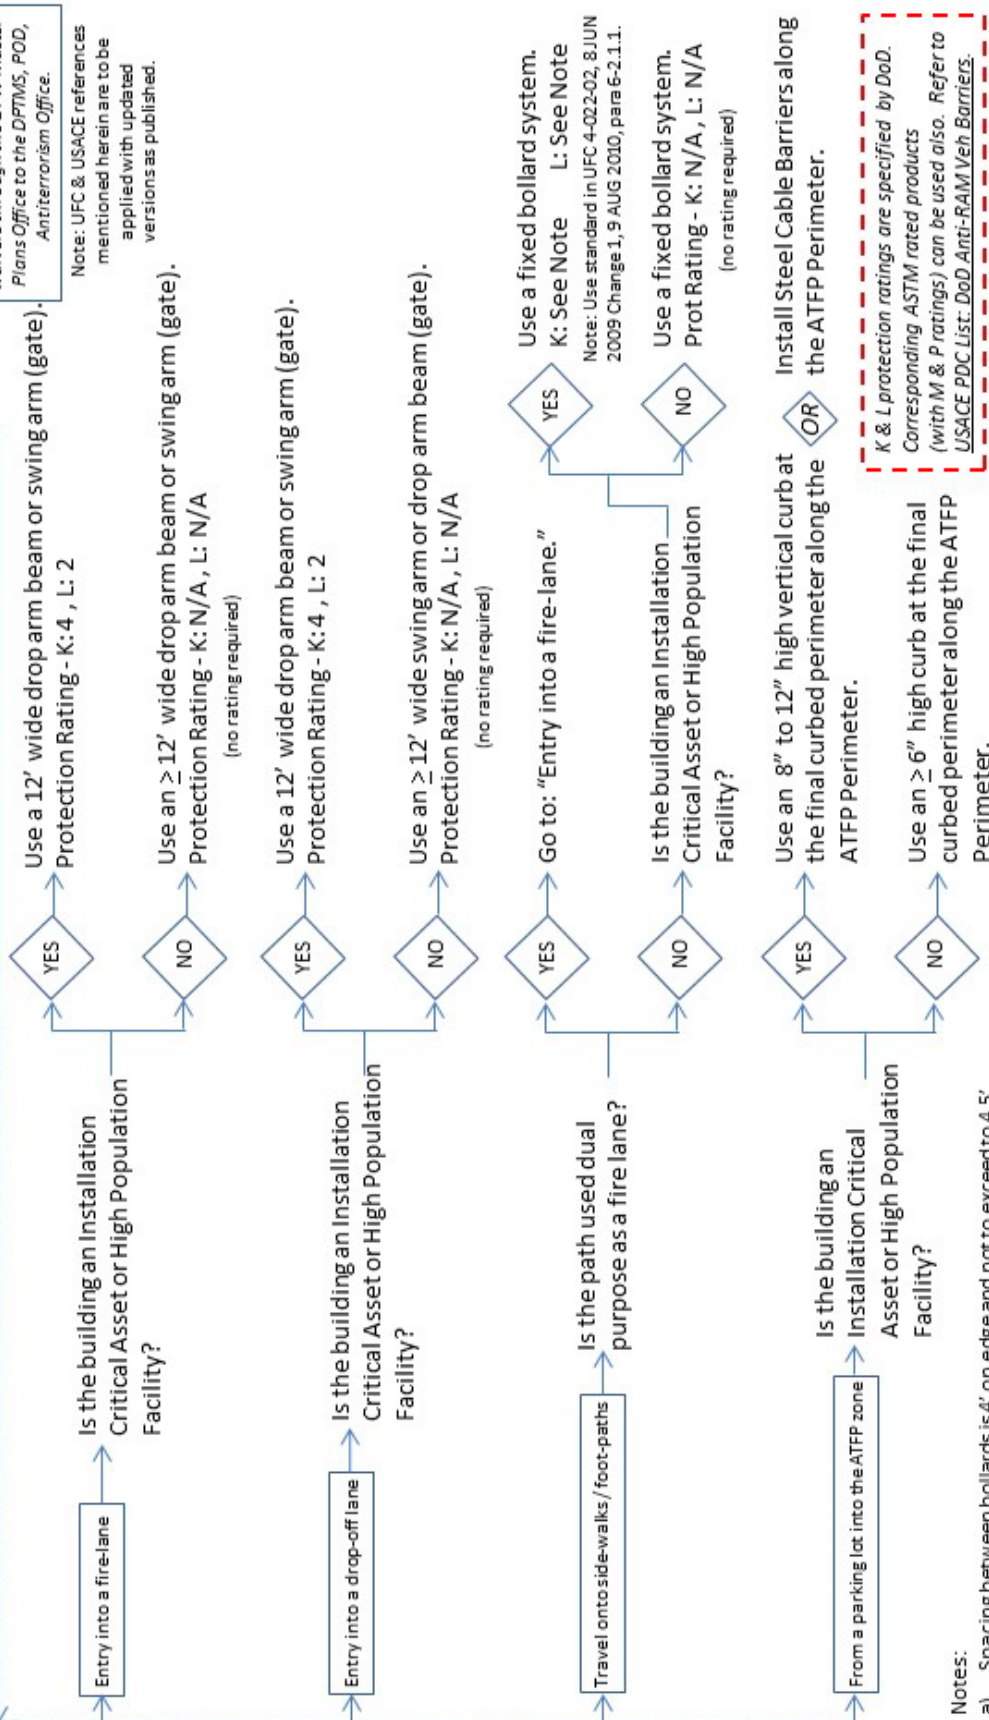 Plans Office to the DPTMS, POD,
Antiterrorism Office.
Note: UFC & USACE references
mentioned herein are to be
applied with updated
versions as published.
Entry into a fire-lane
Is the building an Installation
Critical Asset or High Population
Facility?
YES
Use a 12' wide drop arm beam or swing arm (gate).
Protection Rating - K: 4 , L: 2
NO
Use an ≥ 12' wide drop arm beam or swing arm (gate).
Protection Rating - K: N/A , L: N/A
(no rating required)
Entry into a drop-off lane
Is the building an Installation
Critical Asset or High Population
Facility?
YES
Use a 12' wide drop arm beam or swing arm (gate).
Protection Rating - K: 4 , L: 2
NO
Use an ≥ 12' wide swing arm or drop arm beam (gate).
Protection Rating - K: N/A , L: N/A
(no rating required)
Travel onto side-walks / foot-paths
Is the path used dual
purpose as a fire lane?
YES
Go to: “Entry into a fire-lane.”
NO
Is the building an Installation
Critical Asset or High Population
Facility?
YES
Use a fixed bollard system.
K: See Note L: See Note
Note: Use standard in UFC 4-022-02, 8 JUN
2009 Change 1, 9 AUG 2010, para 6-2.1.1.
NO
Use a fixed bollard system.
Prot Rating - K: N/A , L: N/A
(no rating required)
From a parking lot into the ATFP zone
Is the building an
Installation Critical
Asset or High Population
Facility?
YES
Use an 8” to 12” high vertical curb at
the final curbed perimeter along the
ATFP Perimeter.
OR
Install Steel Cable Barriers along
the ATFP Perimeter.
NO
Use an ≥ 6” high curb at the final
curbed perimeter along the ATFP
Perimeter.
K & L protection ratings are specified by DoD.
Corresponding ASTM rated products
(with M & P ratings) can be used also. Refer to
USACE PDC List: DoD Anti-RAM Veh Barriers.
Notes:
a) Spacing between bollards is 4' on edge and not to exceed to 4.5'